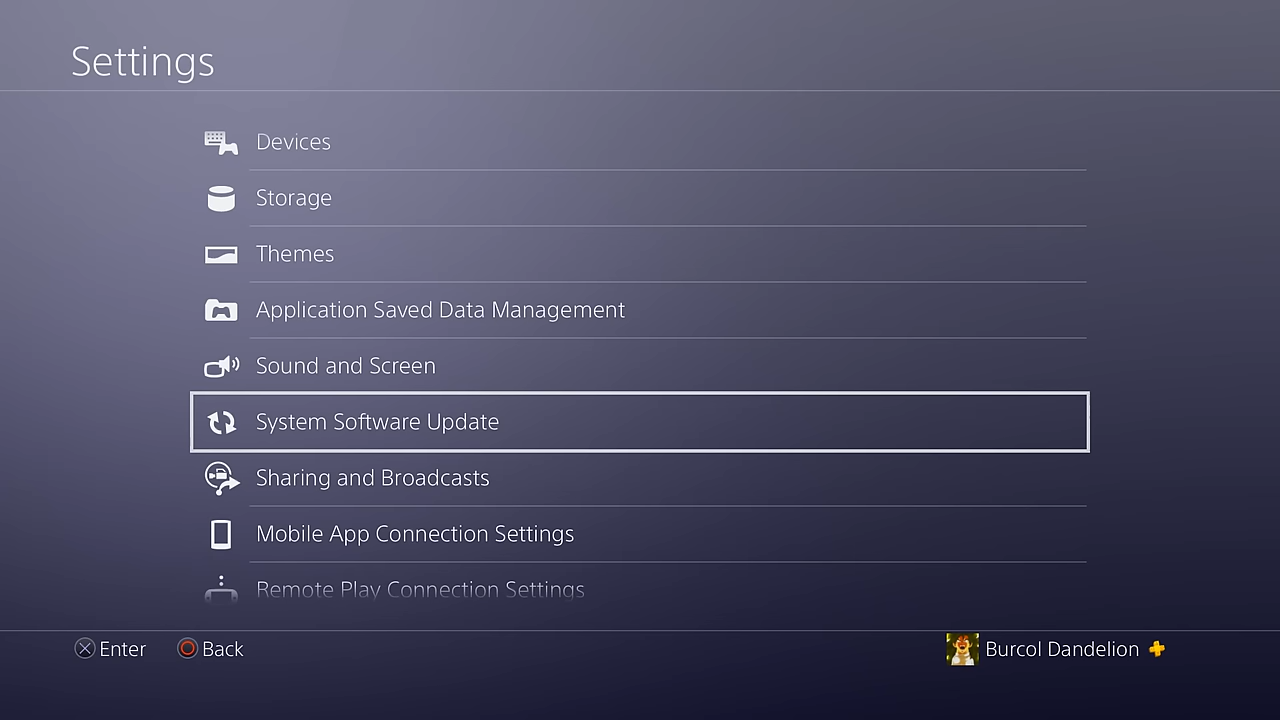 Settings
Devices
Storage
Themes
Application Saved Data Management
Sound and Screen
System Software Update
Sharing and Broadcasts
Mobile App Connection Settings
Remote Play Connection Settings
Enter Back Burcol Dandelion